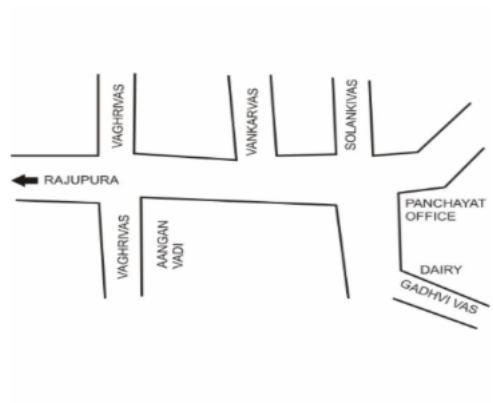 VAGHRIVAS
VANKARVAS
SOLANKIVAS
RAJUPURA
PANCHAYAT
OFFICE
VAGHRIVAS
AANGAN
VADI
DAIRY
GADHVI VAS